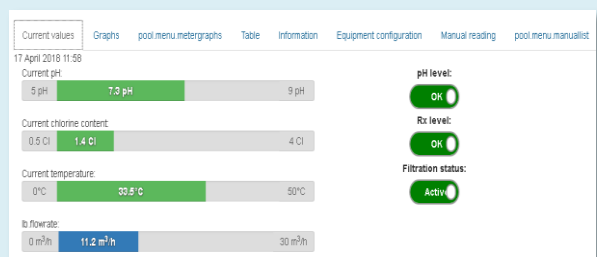 Current values Graphs pool.menu.metergraphs Table Information Equipment configuration Manual reading pool.menu.manuallist
17 April 2018 11:58
Current pH:
5 pH 7.3 pH 9 pH
pH level:
OK
Current chlorine content:
0.5 Cl 1.4 Cl 4 Cl
Rx level:
OK
Current temperature:
0°C 33.5°C 50°C
Filtration status:
Active
lb.flowrate:
0 m³/h 11.2 m³/h 30 m³/h